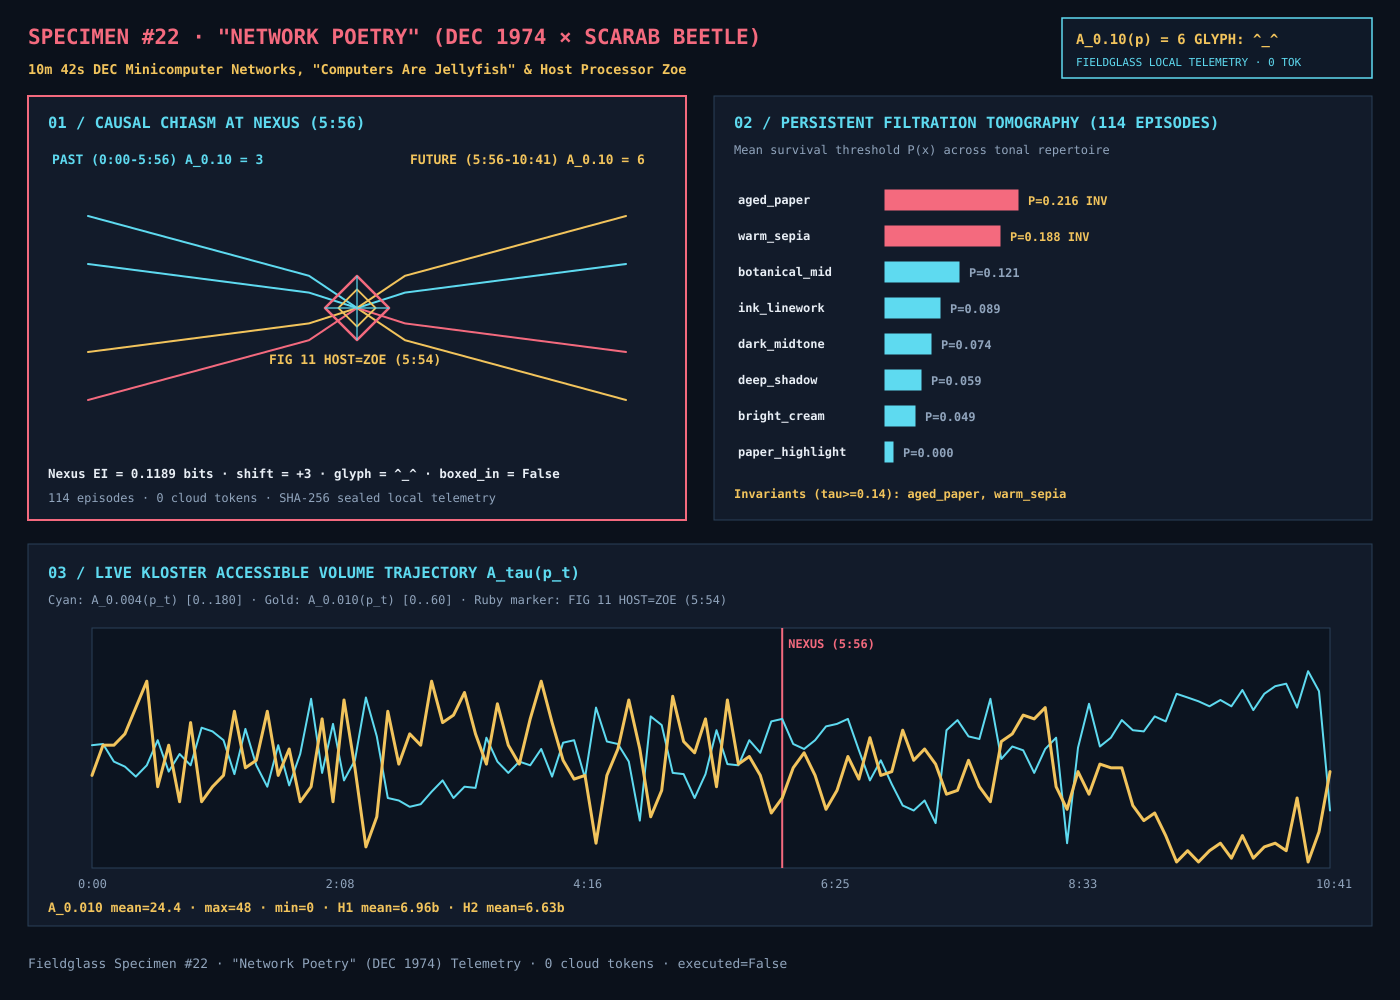 SPECIMEN #22 · "NETWORK POETRY" (DEC 1974 × SCARAB BEETLE)
10m 42s DEC Minicomputer Networks, "Computers Are Jellyfish" & Host Processor Zoe
A_0.10(p) = 6 GLYPH: ^_^
FIELDGLASS LOCAL TELEMETRY · 0 TOK
01 / CAUSAL CHIASM AT NEXUS (5:56)
PAST (0:00-5:56) A_0.10 = 3
FUTURE (5:56-10:41) A_0.10 = 6
FIG 11 HOST=ZOE (5:54)
Nexus EI = 0.1189 bits · shift = +3 · glyph = ^_^ · boxed_in = False
114 episodes · 0 cloud tokens · SHA-256 sealed local telemetry
02 / PERSISTENT FILTRATION TOMOGRAPHY (114 EPISODES)
Mean survival threshold P(x) across tonal repertoire
aged_paper P=0.216 INV
warm_sepia P=0.188 INV
botanical_mid P=0.121
ink_linework P=0.089
dark_midtone P=0.074
deep_shadow P=0.059
bright_cream P=0.049
paper_highlight P=0.000
Invariants (tau>=0.14): aged_paper, warm_sepia
03 / LIVE KLOSTER ACCESSIBLE VOLUME TRAJECTORY A_tau(p_t)
Cyan: A_0.004(p_t) [0..180] · Gold: A_0.010(p_t) [0..60] · Ruby marker: FIG 11 HOST=ZOE (5:54)
NEXUS (5:56)
0:00 2:08 4:16 6:25 8:33 10:41
A_0.010 mean=24.4 · max=48 · min=0 · H1 mean=6.96b · H2 mean=6.63b
Fieldglass Specimen #22 · "Network Poetry" (DEC 1974) Telemetry · 0 cloud tokens · executed=False